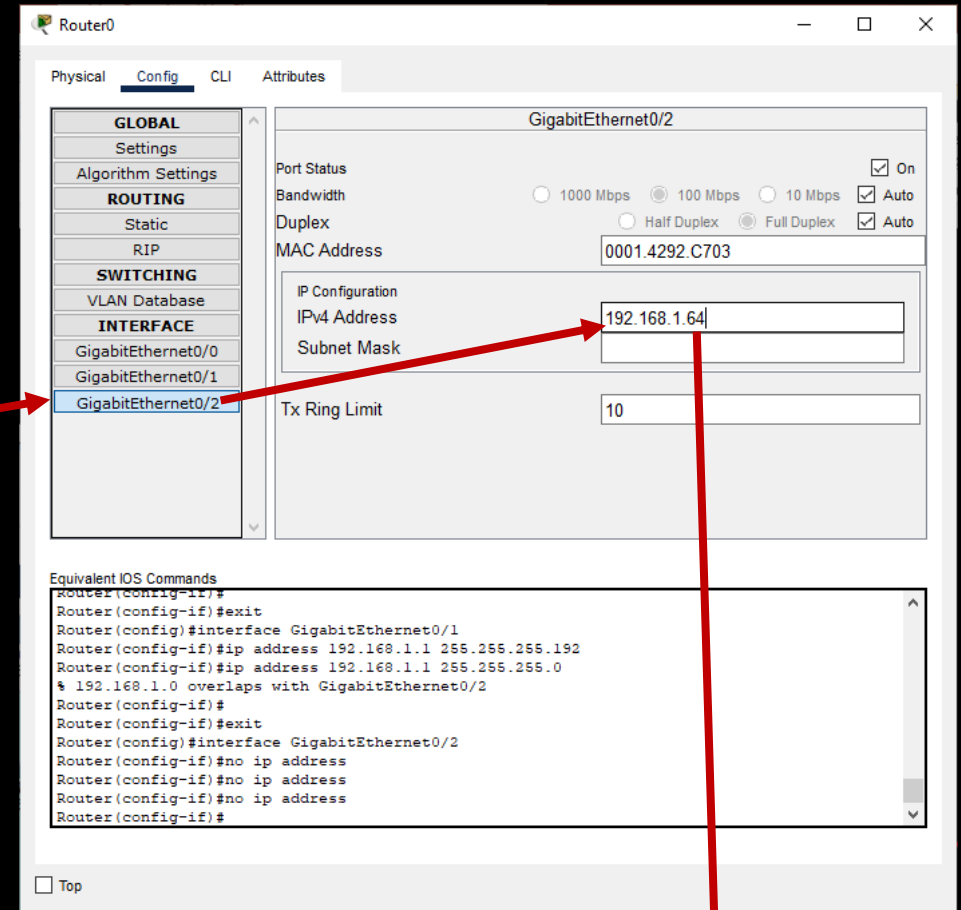 Router0
Physical Config CLI Attributes
GLOBAL
Settings
Algorithm Settings
ROUTING
Static
RIP
SWITCHING
VLAN Database
INTERFACE
GigabitEthernet0/0
GigabitEthernet0/1
GigabitEthernet0/2
GigabitEthernet0/2
Port Status On
Bandwidth 1000 Mbps 100 Mbps 10 Mbps Auto
Duplex Half Duplex Full Duplex Auto
MAC Address 0001.4292.C703
IP Configuration
IPv4 Address 192.168.1.64
Subnet Mask
Tx Ring Limit 10
Equivalent IOS Commands
Router(config-if)#
Router(config-if)#exit
Router(config)#interface GigabitEthernet0/1
Router(config-if)#ip address 192.168.1.1 255.255.255.192
Router(config-if)#ip address 192.168.1.1 255.255.255.0
% 192.168.1.0 overlaps with GigabitEthernet0/2
Router(config-if)#
Router(config-if)#exit
Router(config)#interface GigabitEthernet0/2
Router(config-if)#no ip address
Router(config-if)#no ip address
Router(config-if)#no ip address
Router(config-if)#
Top